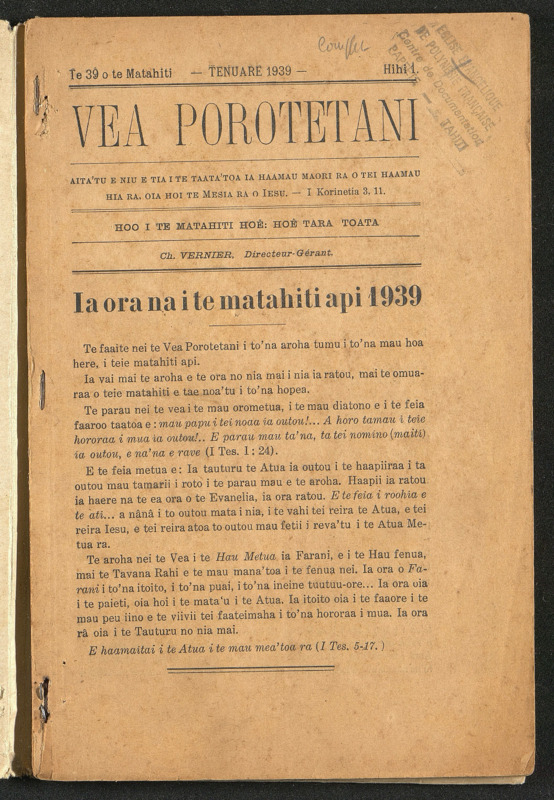 Complet
EGLISE EVANGELIQUE
DE POLYNESIE FRANÇAISE
Centre de Documentation
TAHITI
Te 39 o te Matahiti — TENUARE 1939 — Hihi 1.
VEA POROTETANI
AITA'TU E NIU E TIA I TE TAATA'TOA IA HAAMAU MAORI RA O TEI HAAMAU
HIA RA. OIA HOI TE MESIA RA O IESU. — I Korinetia 3. 11.
HOO I TE MATAHITI HOÊ: HOÊ TARA TOATA
Ch. VERNIER. Directeur-Gérant.
Ia ora na i te matahiti api 1939
Te faaite nei te Vea Porotetani i to'na aroha tumu i to'na mau hoa
here, i teie matahiti api.
Ia vai mai te aroha e te ora no nia mai i nia ia ratou, mai te omua-
raa o teie matahiti e tae noa'tu i to'na hopea.
Te parau nei te vea i te mau orometua, i te mau diatono e i te feia
faaroo taatoa e : mau papu i tei noaa ia outou!... A horo tamau i teie
hororaa i mua ia outou!.. E parau mau ta'na, ta tei nomino (maiti)
ia outou, e na'na e rave (I Tes. 1 : 24).
E te feia metua e : Ia tauturu te Atua ia outou i te haapiiraa i ta
outou mau tamarii i roto i te parau mau e te aroha. Haapii ia ratou
ia haere na te ea ora o te Evanelia, ia ora ratou. E te feia i roohia e
te ati... a nânâ i to outou mata i nia, i te vahi tei reira te Atua, e tei
reira Iesu, e tei reira atoa to outou mau fetii i reva'tu i te Atua Me-
tua ra.
Te aroha nei te Vea i te Hau Metua ia Farani, e i te Hau fenua,
mai te Tavana Rahi e te mau mana'toa i te fenua nei. Ia ora o Fa-
rani i to'na itoito, i to'na puai, i to'na ineine tuutuu-ore... Ia ora oia
i te paieti, oia hoi i te mata'u i te Atua. Ia itoito oia i te faaore i te
mau peu iino e te viivii tei faateimaha i to'na hororaa i mua. Ia ora
râ oia i te Tauturu no nia mai.
E haamaitai i te Atua i te mau mea'toa ra (I Tes. 5-17. )